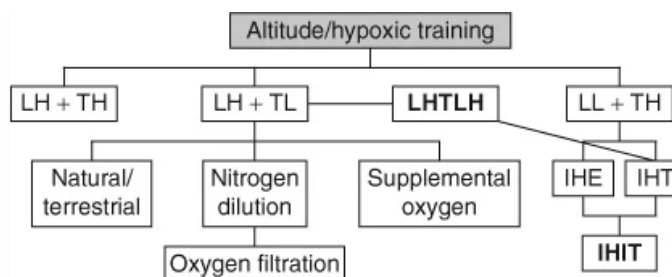 Altitude/hypoxic training
LH + TH
LH + TL
LHTLH
LL + TH
Natural/
terrestrial
Nitrogen
dilution
Supplemental
oxygen
IHE
IHT
Oxygen filtration
IHIT